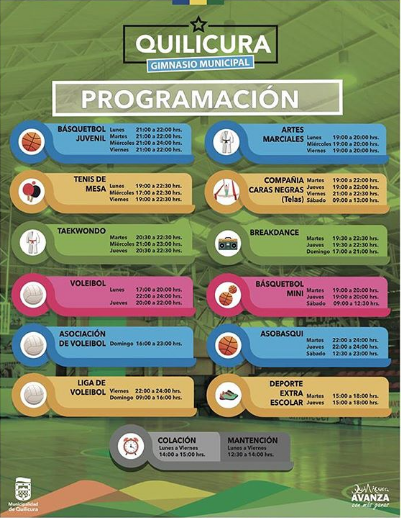 QUILICURA
GIMNASIO MUNICIPAL
PROGRAMACIÓN
BÁSQUETBOL JUVENIL
Lunes 21:00 a 22:00 hrs.
Martes 21:00 a 22:00 hrs.
Miércoles 21:00 a 24:00 hrs.
Viernes 21:00 a 22:00 hrs.
ARTES MARCIALES
Lunes 19:00 a 20:00 hrs.
Miércoles 19:00 a 20:00 hrs.
Viernes 19:00 a 20:00 hrs.
TENIS DE MESA
Lunes 19:00 a 22:30 hrs.
Miércoles 17:00 a 22:30 hrs.
Viernes 19:00 a 22:30 hrs.
COMPAÑIA CARAS NEGRAS (Telas)
Martes 19:00 a 22:00 hrs.
Jueves 19:00 a 22:00 hrs.
Viernes 21:00 a 22:30 hrs.
Sábado 09:00 a 13:00 hrs.
TAEKWONDO
Martes 20:30 a 22:30 hrs.
Miércoles 21:00 a 23:00 hrs.
Jueves 20:30 a 22:30 hrs.
BREAKDANCE
Martes 19:30 a 22:30 hrs.
Jueves 19:30 a 22:30 hrs.
Domingo 17:00 a 21:00 hrs.
VOLEIBOL
Lunes 17:00 a 20:00 hrs.
22:00 a 24:00 hrs.
Jueves 20:00 a 22:00 hrs.
BÁSQUETBOL MINI
Martes 19:00 a 20:00 hrs.
Jueves 19:00 a 20:00 hrs.
Sábado 09:00 a 12:30 hrs.
ASOCIACIÓN DE VOLEIBOL
Domingo 16:00 a 23:00 hrs.
ASOBASQUI
Martes 22:00 a 24:00 hrs.
Jueves 22:00 a 24:00 hrs.
Sábado 12:30 a 23:00 hrs.
LIGA DE VOLEIBOL
Viernes 22:00 a 24:00 hrs.
Domingo 09:00 a 16:00 hrs.
DEPORTE EXTRA ESCOLAR
Martes 15:00 a 18:00 hrs.
Jueves 15:00 a 18:00 hrs.
COLACIÓN
Lunes a Viernes
14:00 a 15:00 hrs.
MANTENCIÓN
Lunes a Viernes
12:30 a 14:00 hrs.
Municipalidad de Quilicura
Quilicura
AVANZA
con más ganas